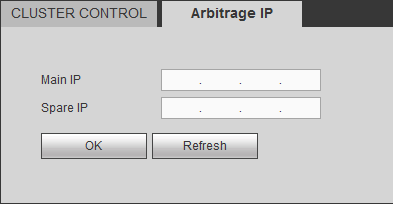 CLUSTER CONTROL Arbitrage IP
Main IP . . .
Spare IP . . .
OK Refresh